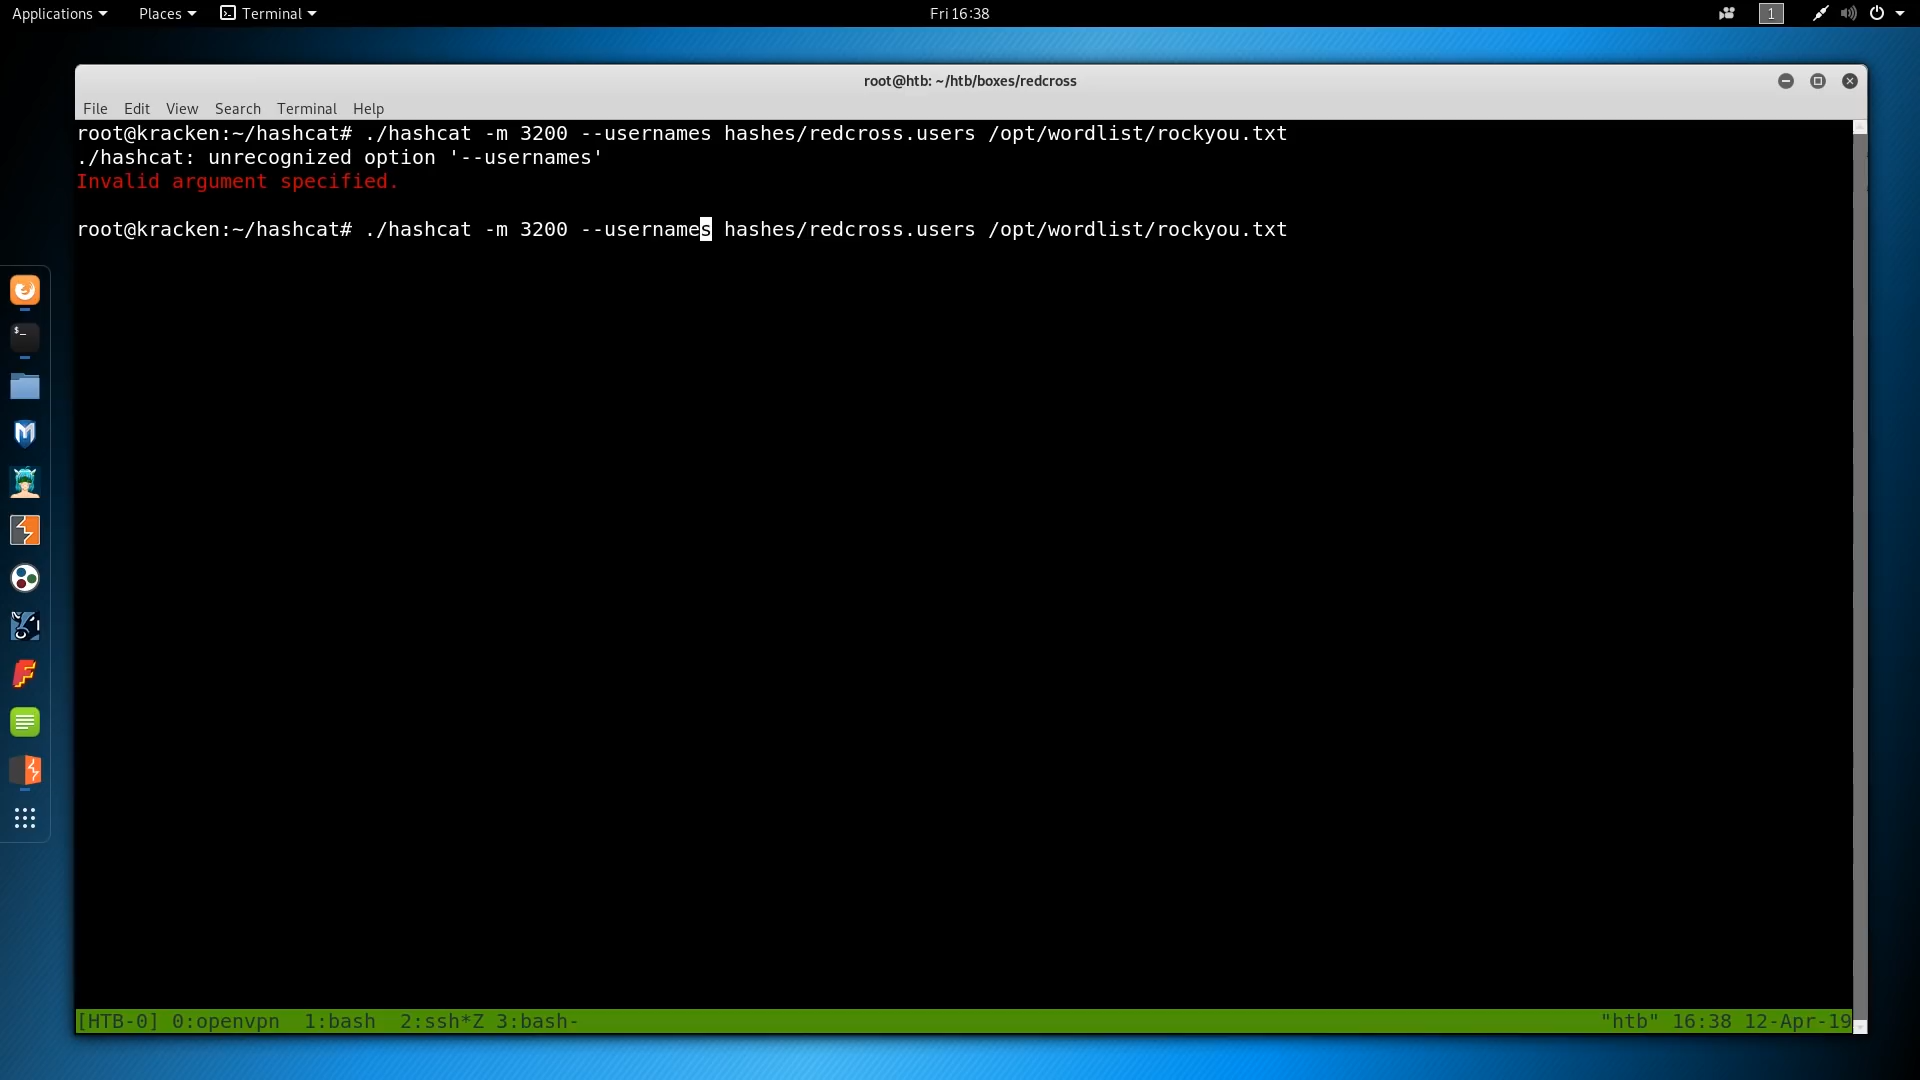 Applications Places Terminal Fri 16:38 1
root@htb: ~/htb/boxes/redcross
File Edit View Search Terminal Help
root@kracken:~/hashcat# ./hashcat -m 3200 --usernames hashes/redcross.users /opt/wordlist/rockyou.txt
./hashcat: unrecognized option '--usernames'
Invalid argument specified.
root@kracken:~/hashcat# ./hashcat -m 3200 --usernames hashes/redcross.users /opt/wordlist/rockyou.txt
$_
[HTB-0] 0:openvpn 1:bash 2:ssh*Z 3:bash- "htb" 16:38 12-Apr-19